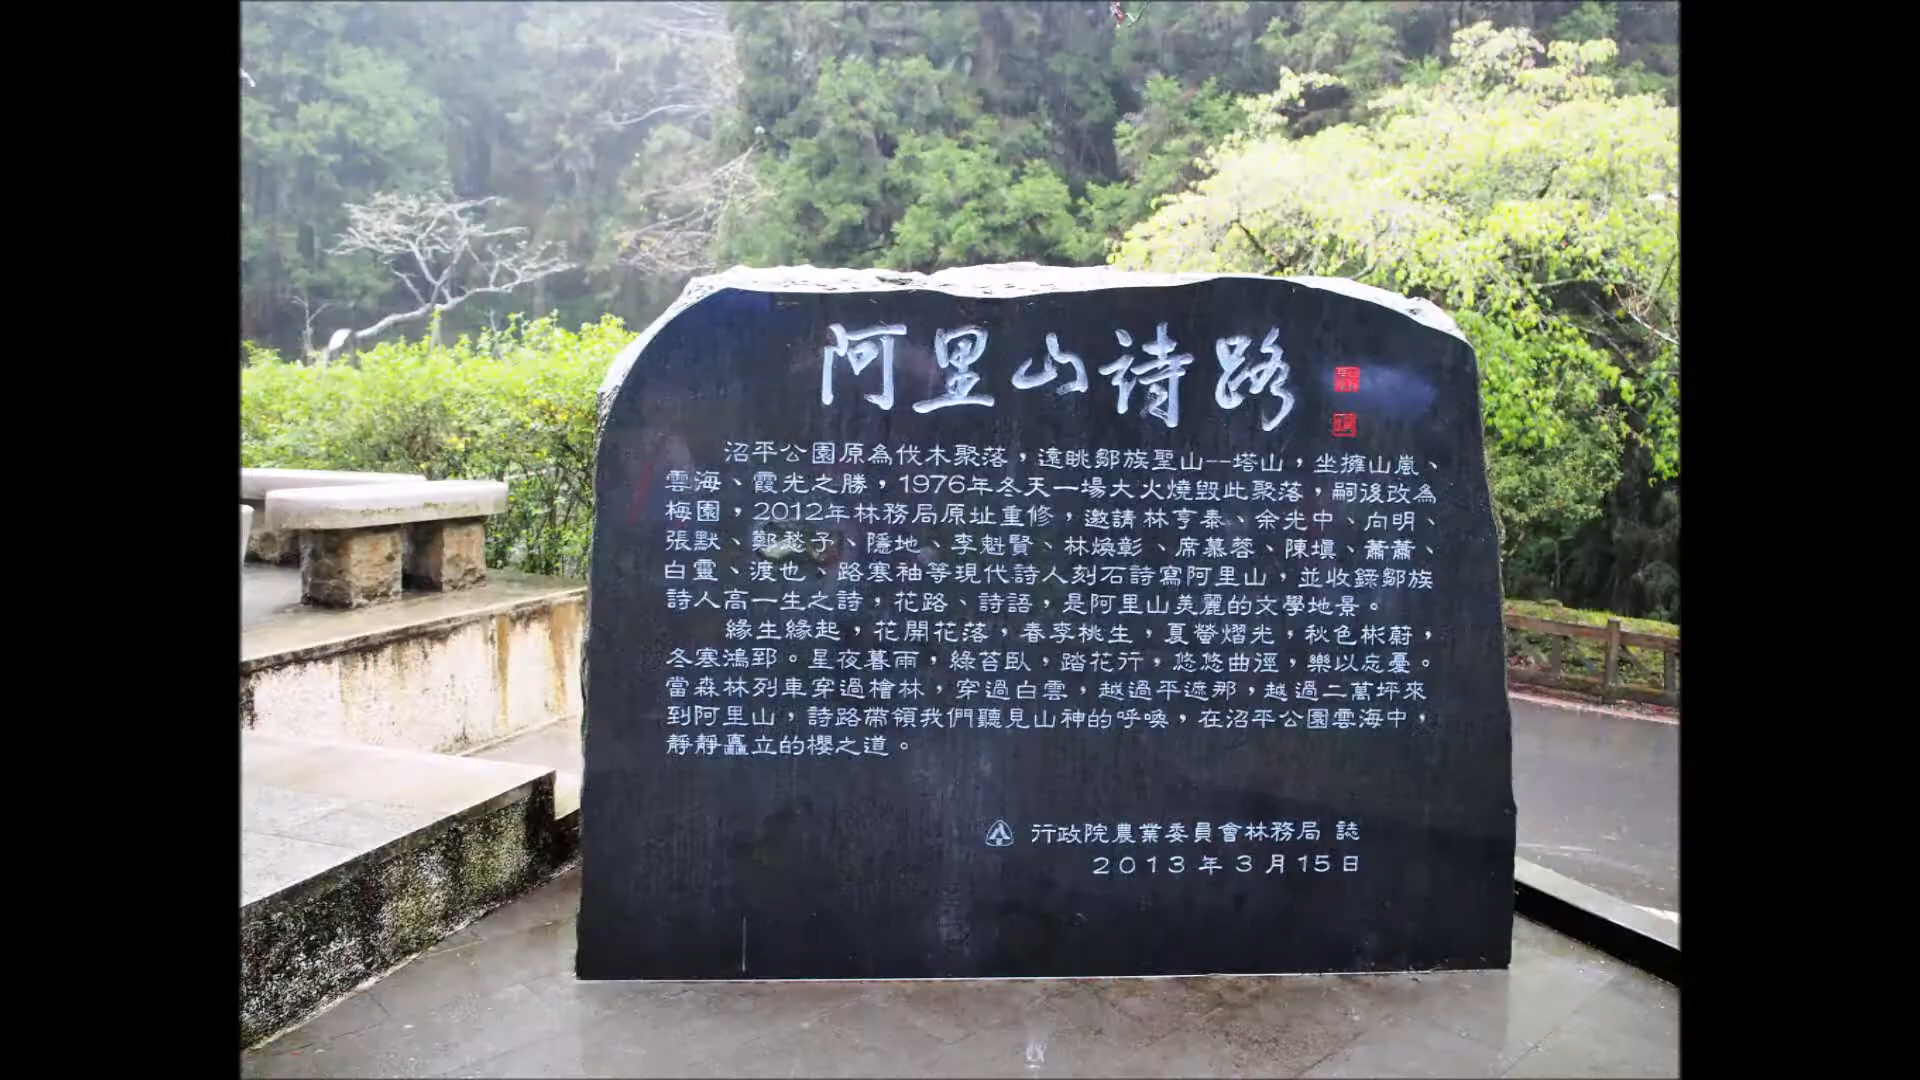 阿里山詩路
沼平公園原為伐木聚落，遠眺鄒族聖山--塔山，坐擁山嵐、
雲海、霞光之勝，1976年冬天一場大火燒毀此聚落，嗣後改為
梅園，2012年林務局原址重修，邀請林亨泰、余光中、向明、
張默、鄭愁予、隱地、李魁賢、林煥彰、席慕蓉、陳填、蕭蕭、
白靈、渡也、路寒袖等現代詩人刻石詩寫阿里山，並收錄鄒族
詩人高一生之詩，花路、詩語，是阿里山美麗的文學地景。
緣生緣起，花開花落，春李桃生，夏螢熠光，秋色彬蔚，
冬寒鴻郅。星夜暮雨，綠苔臥，踏花行，悠悠曲徑，樂以忘憂。
當森林列車穿過檜林，穿過白雲，越過平遮那，越過二萬坪來
到阿里山，詩路帶領我們聽見山神的呼喚，在沼平公園雲海中，
靜靜矗立的櫻之道。
行政院農業委員會林務局 誌
2013年3月15日